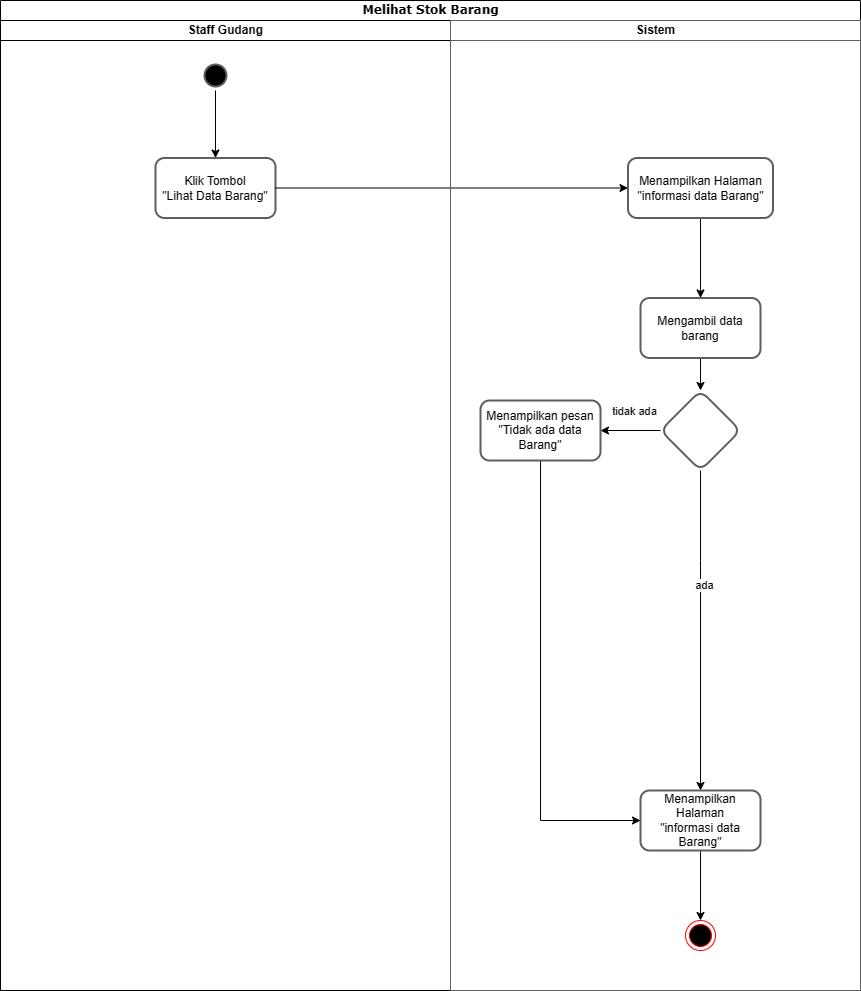 Melihat Stok Barang
Staff Gudang
Sistem
Klik Tombol
"Lihat Data Barang"
Menampilkan Halaman
"informasi data Barang"
Mengambil data
barang
tidak ada
Menampilkan pesan
"Tidak ada data
Barang"
ada
Menampilkan
Halaman
"informasi data
Barang"